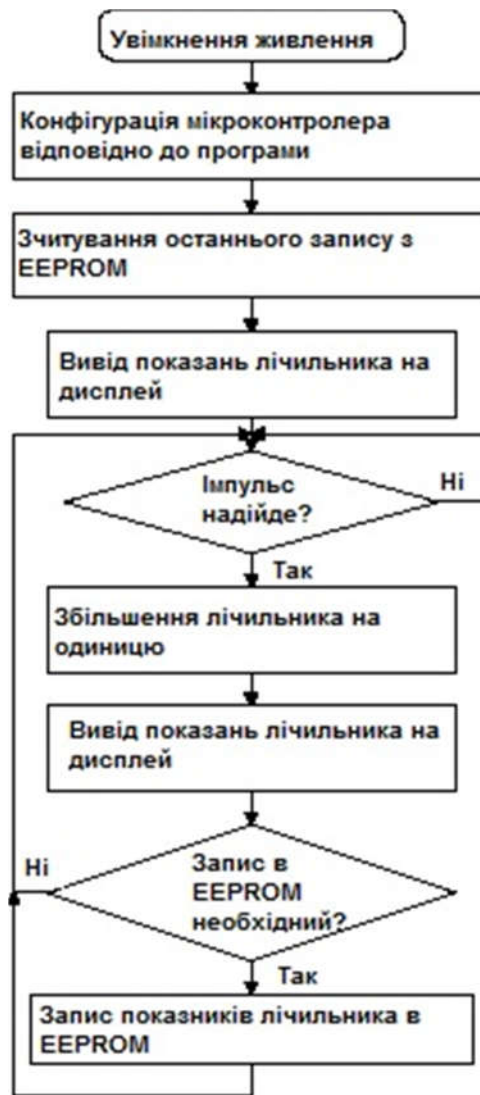 Увімкнення живлення
Конфігурація мікроконтролера
відповідно до програми
Зчитування останнього запису з
EEPROM
Вивід показань лічильника на
дисплей
Імпульс
надійде?
Ні
Так
Збільшення лічильника на
одиницю
Вивід показань лічильника на
дисплей
Запис в
EEPROM
необхідний?
Ні
Так
Запис показників лічильника в
EEPROM